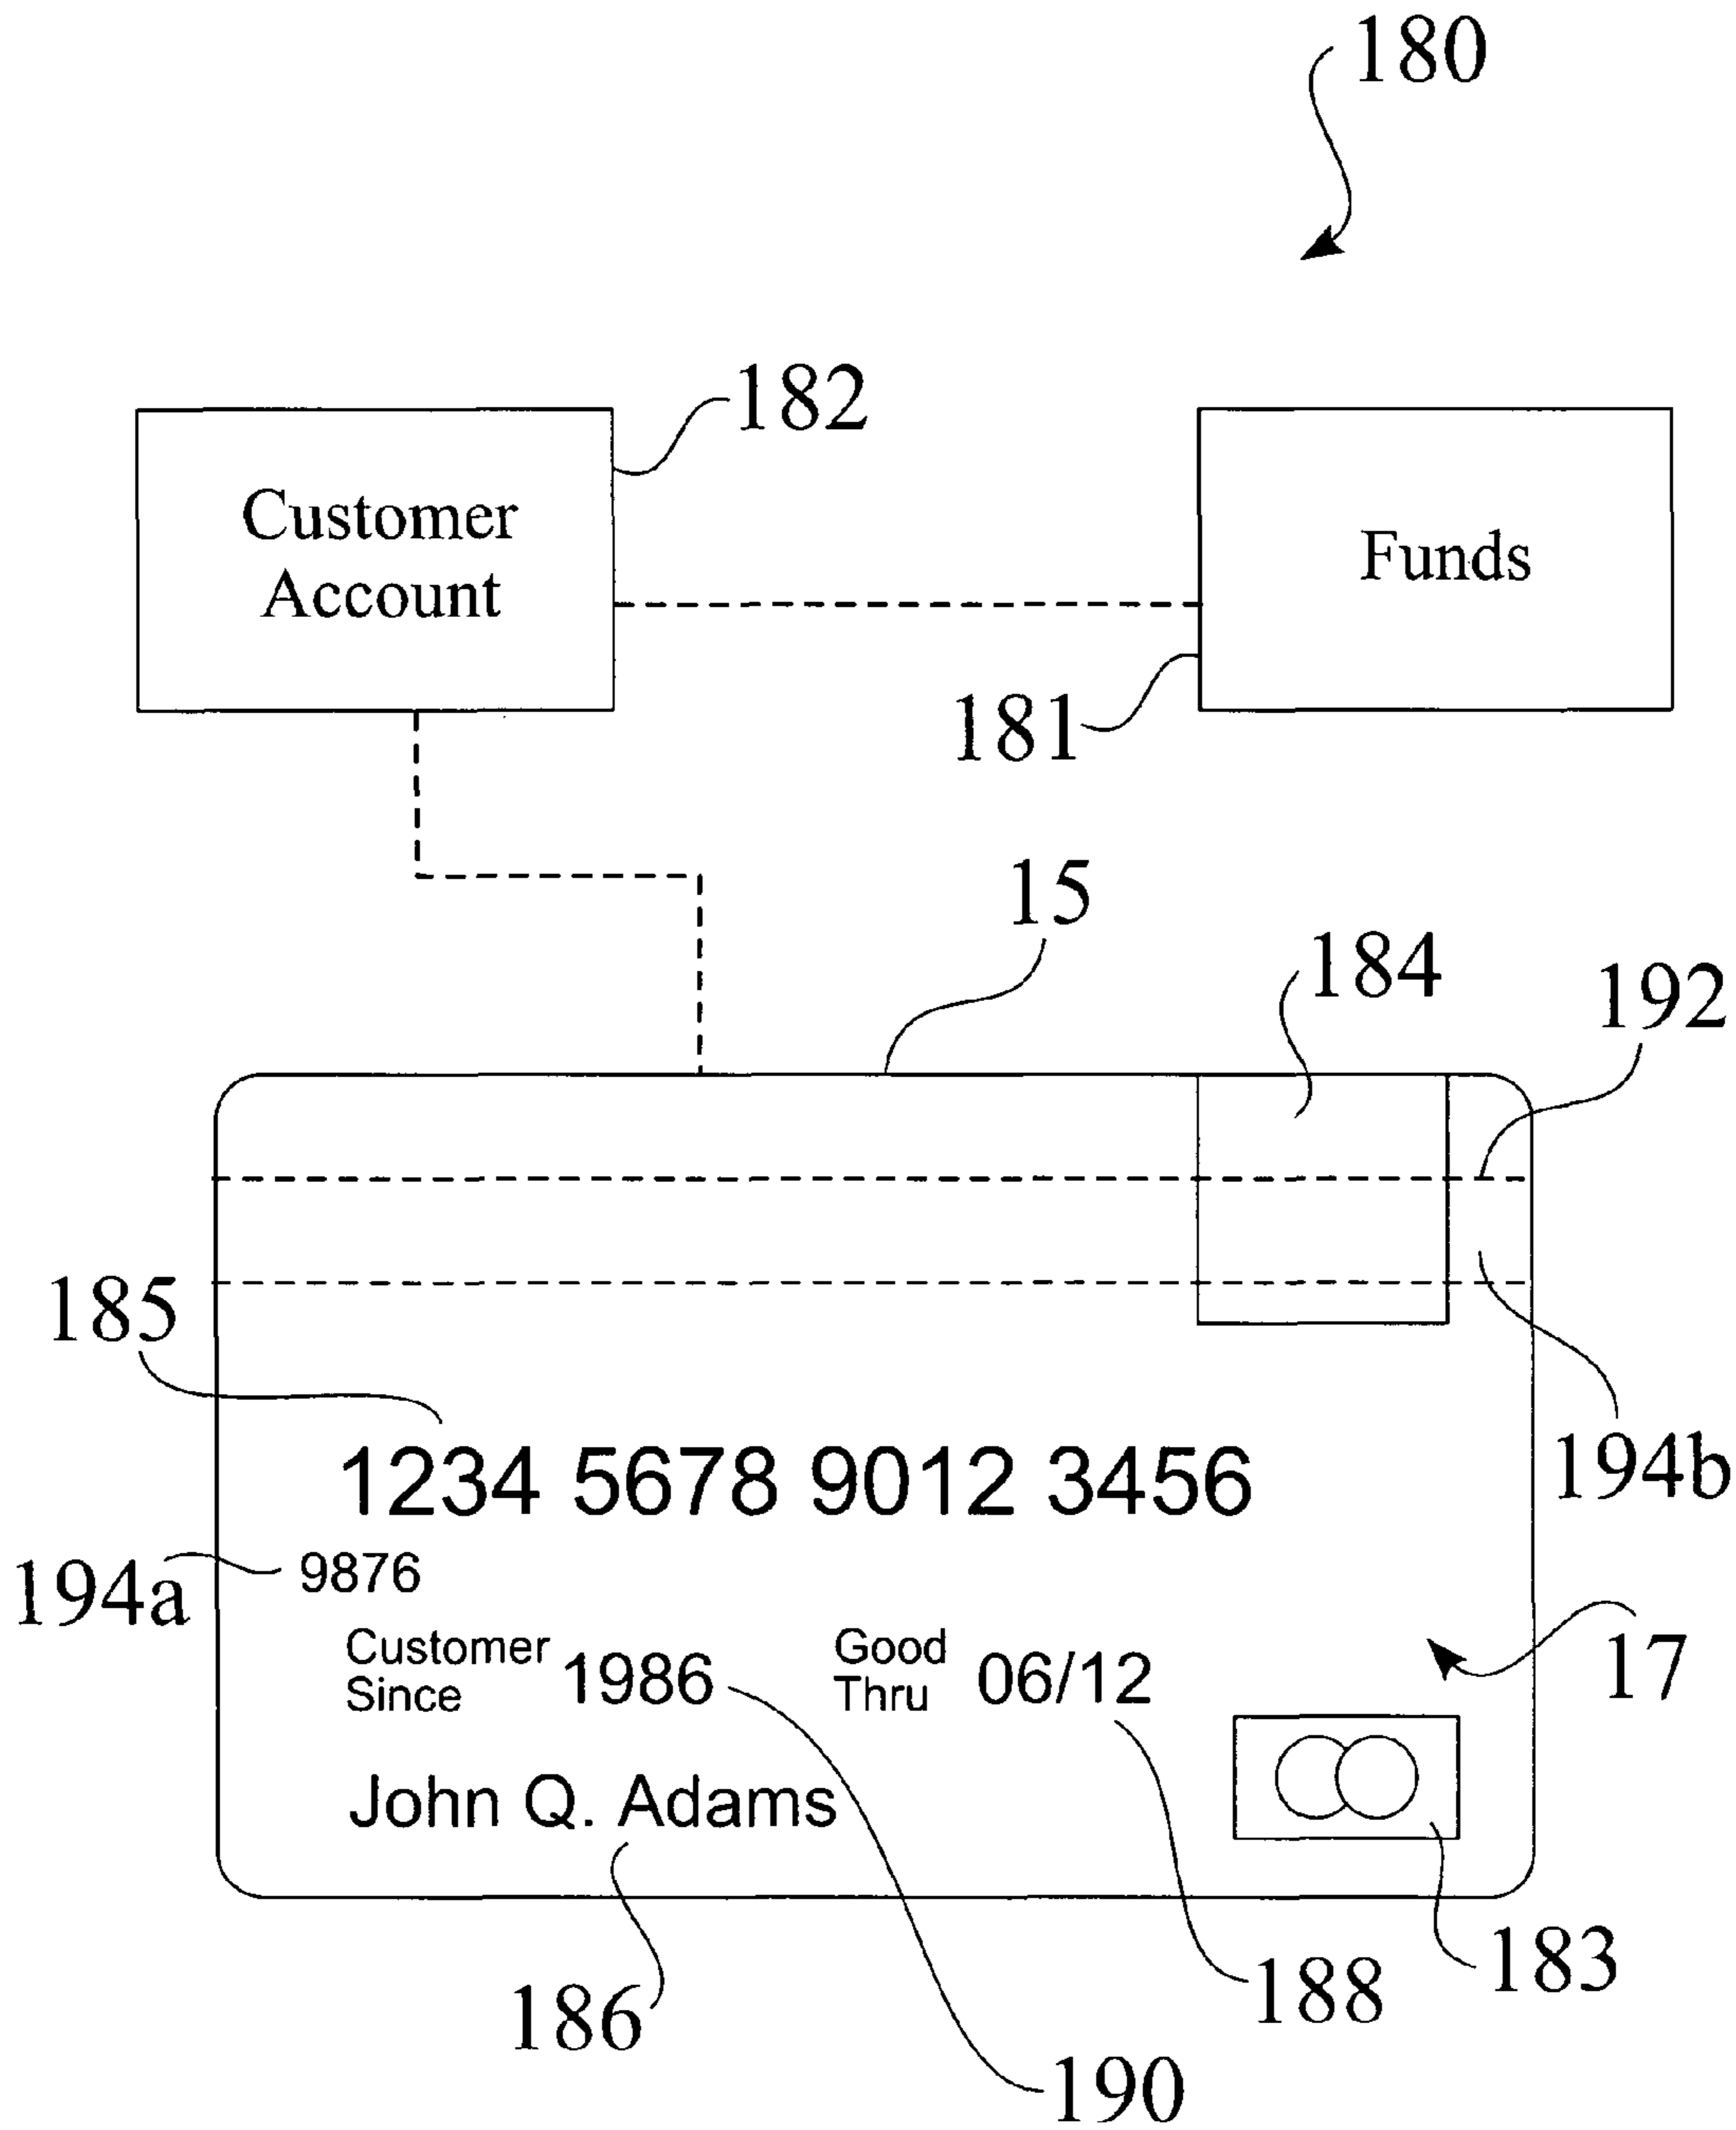 180
182
Customer
Account
Funds
181
15
184
192
185
1234 5678 9012 3456
194b
194a
9876
Customer
Since
1986
Good
Thru
06/12
17
John Q. Adams
183
188
186
190